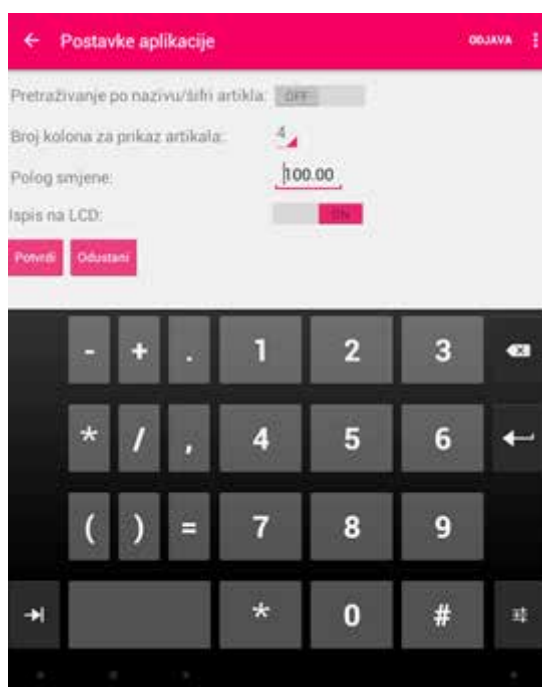 Postavke aplikacije ODJAVA
Pretraživanje po nazivu/šifri artikla: OFF
Broj kolona za prikaz artikala: 4
Polog smjene: 100.00
Ispis na LCD: ON
Potvrdi Odustani
- + . 1 2 3
* / , 4 5 6
( ) = 7 8 9
* 0 #